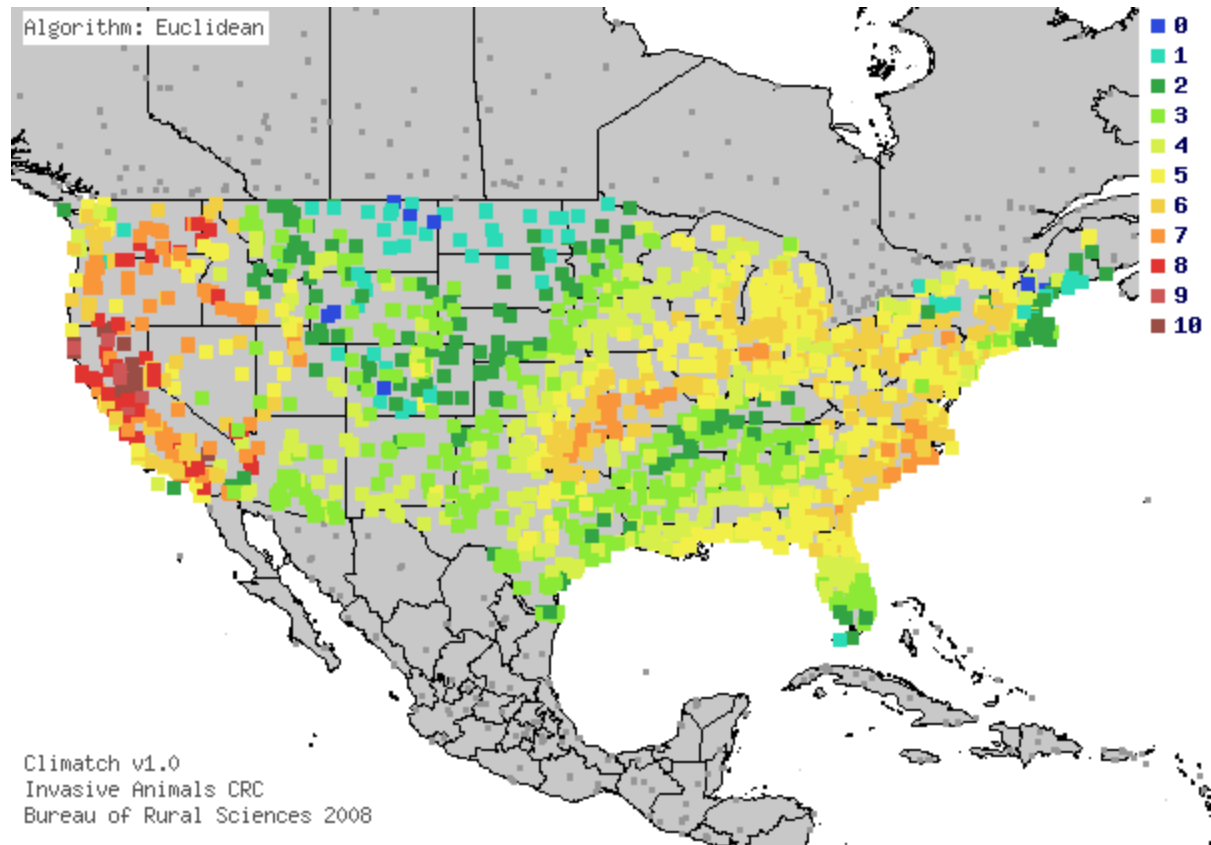 Algorithm: Euclidean
0
1
2
3
4
5
6
7
8
9
10
Climatch v1.0
Invasive Animals CRC
Bureau of Rural Sciences 2008